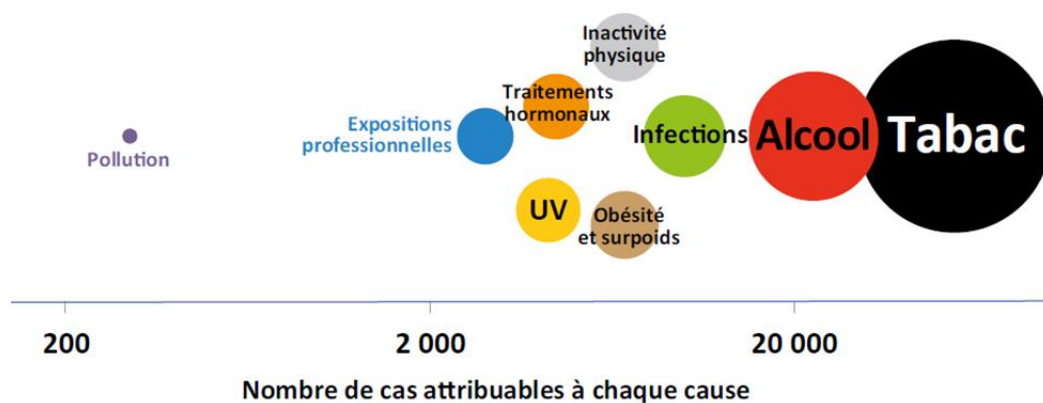 Inactivité
physique
Traitements
hormonaux
Expositions
professionnelles
Pollution
Infections
Alcool
Tabac
UV
Obésité
et surpoids
200
2 000
20 000
Nombre de cas attribuables à chaque cause